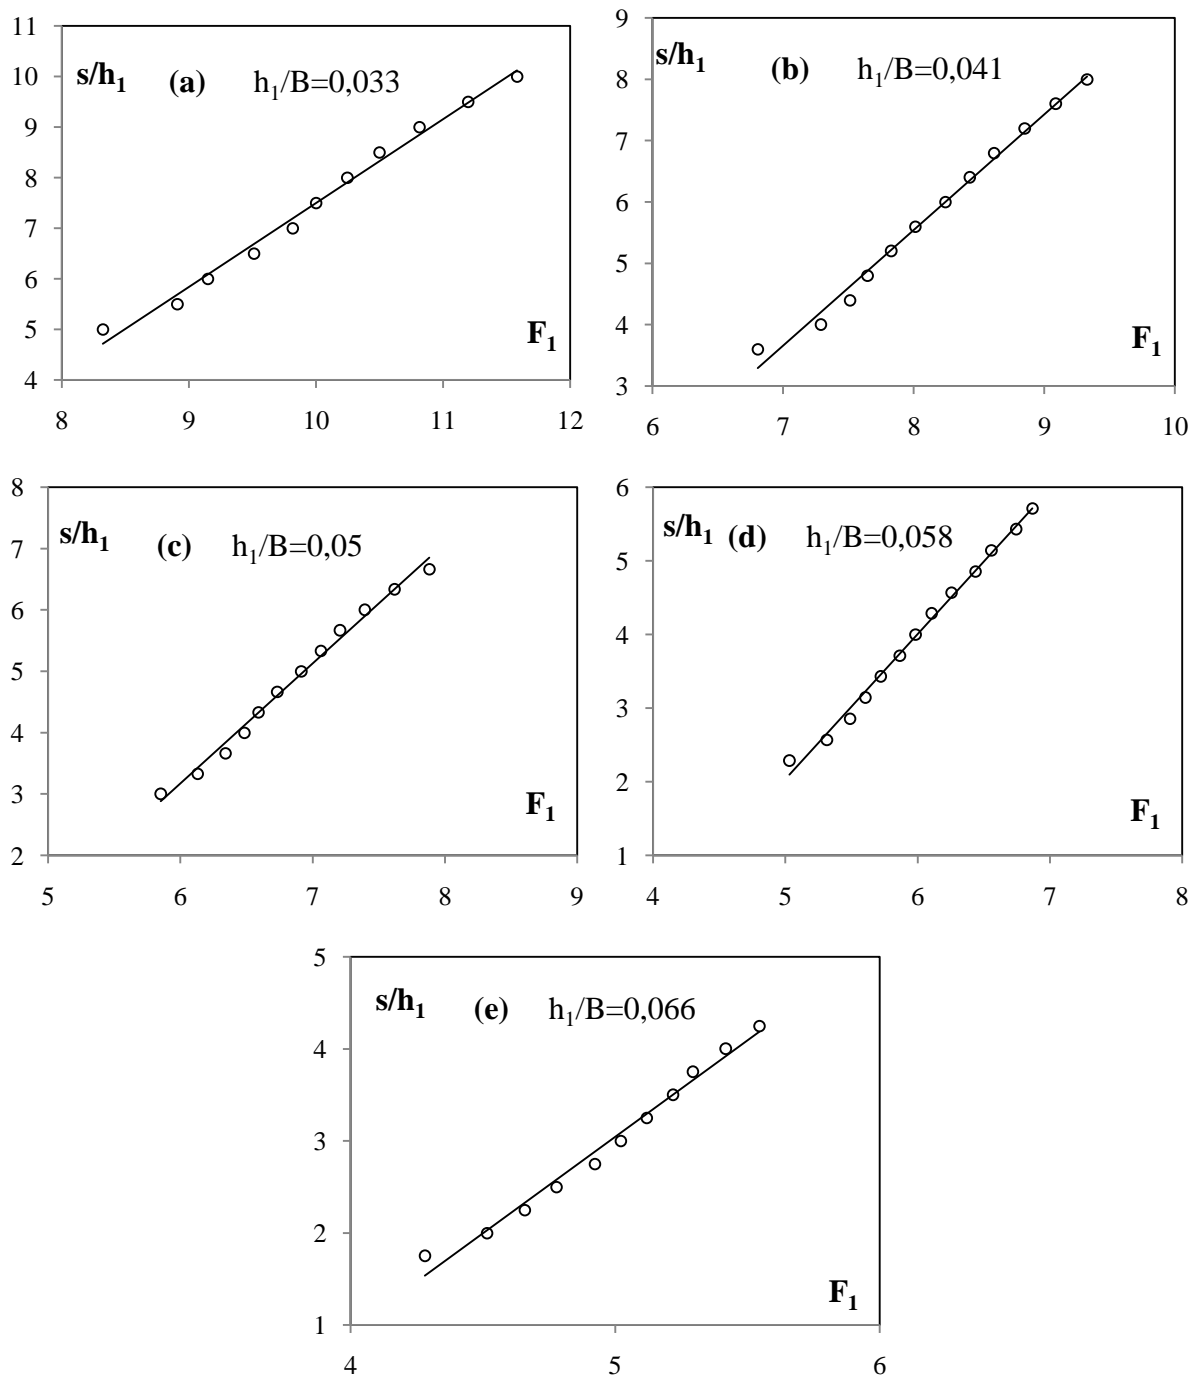 11
10
9
8
7
6
5
4
s/h₁ (a) h₁/B=0,033
F₁
8 9 10 11 12
9
8
7
6
5
4
3
s/h₁ (b) h₁/B=0,041
F₁
6 7 8 9 10
8
7
6
5
4
3
2
s/h₁ (c) h₁/B=0,05
F₁
5 6 7 8 9
6
5
4
3
2
1
s/h₁ (d) h₁/B=0,058
F₁
4 5 6 7 8
5
4
3
2
1
s/h₁ (e) h₁/B=0,066
F₁
4 5 6